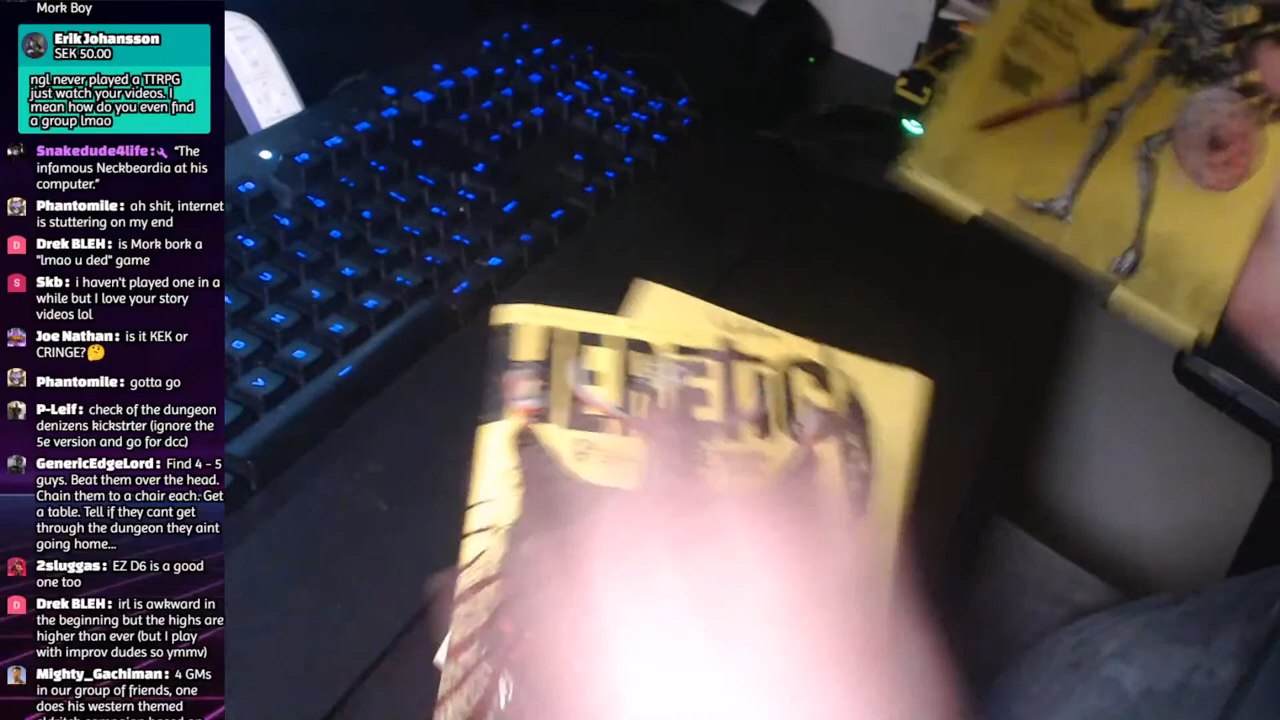 Mork Boy
Erik Johansson
SEK 50.00
ngl never played a TTRPG
just watch your videos. I
mean how do you even find
a group lmao
Snakedude4life: "The
infamous Neckbeardia at his
computer."
Phantomile: ah shit, internet
is stuttering on my end
Drek BLEH: is Mork bork a
"lmao u ded" game
Skb: i haven't played one in a
while but I love your story
videos lol
Joe Nathan: is it KEK or
CRINGE?🤔
Phantomile: gotta go
P-Leif: check of the dungeon
denizens kickstrter (ignore the
5e version and go for dcc)
GenericEdgeLord: Find 4 - 5
guys. Beat them over the head.
Chain them to a chair each. Get
a table. Tell if they cant get
through the dungeon they aint
going home...
2sluggas: EZ D6 is a good
one too
Drek BLEH: irl is awkward in
the beginning but the highs are
higher than ever (but I play
with improv dudes so ymmv)
Mighty_Gachiman: 4 GMs
in our group of friends, one
does his western themed